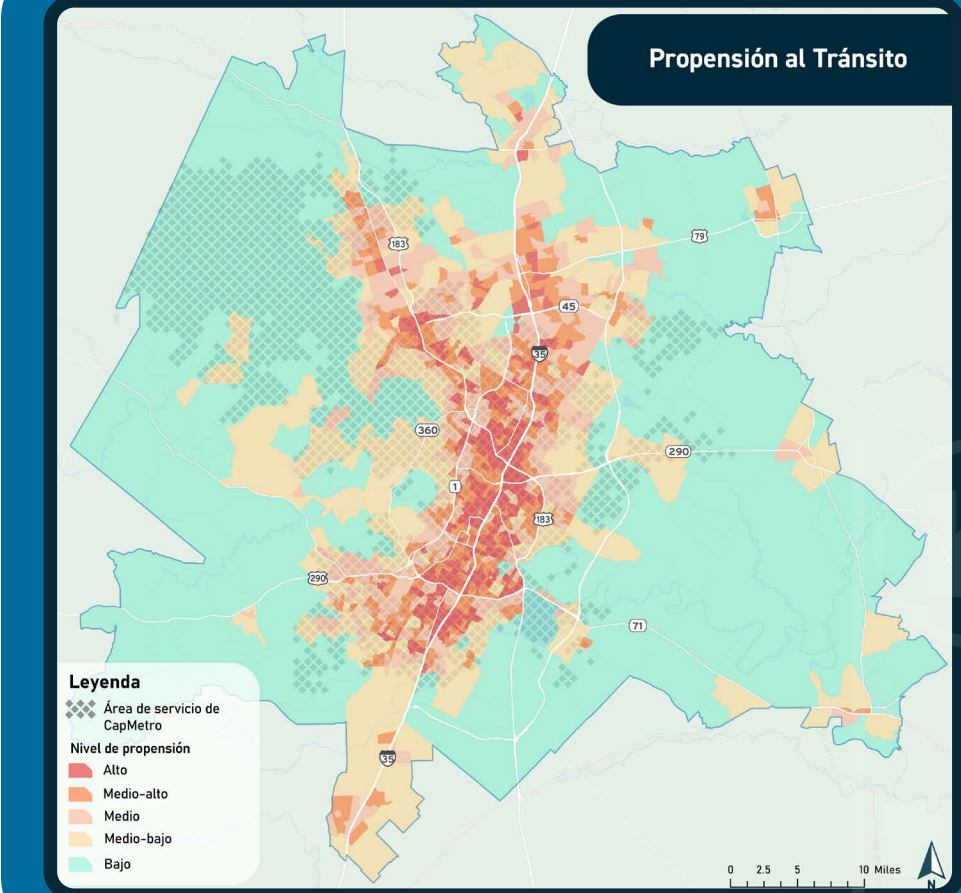 Propensión al Tránsito
183
79
45
35
360
290
1
183
290
71
35
Leyenda
Área de servicio de
CapMetro
Nivel de propensión
Alto
Medio-alto
Medio
Medio-bajo
Bajo
0 2.5 5 10 Miles
N